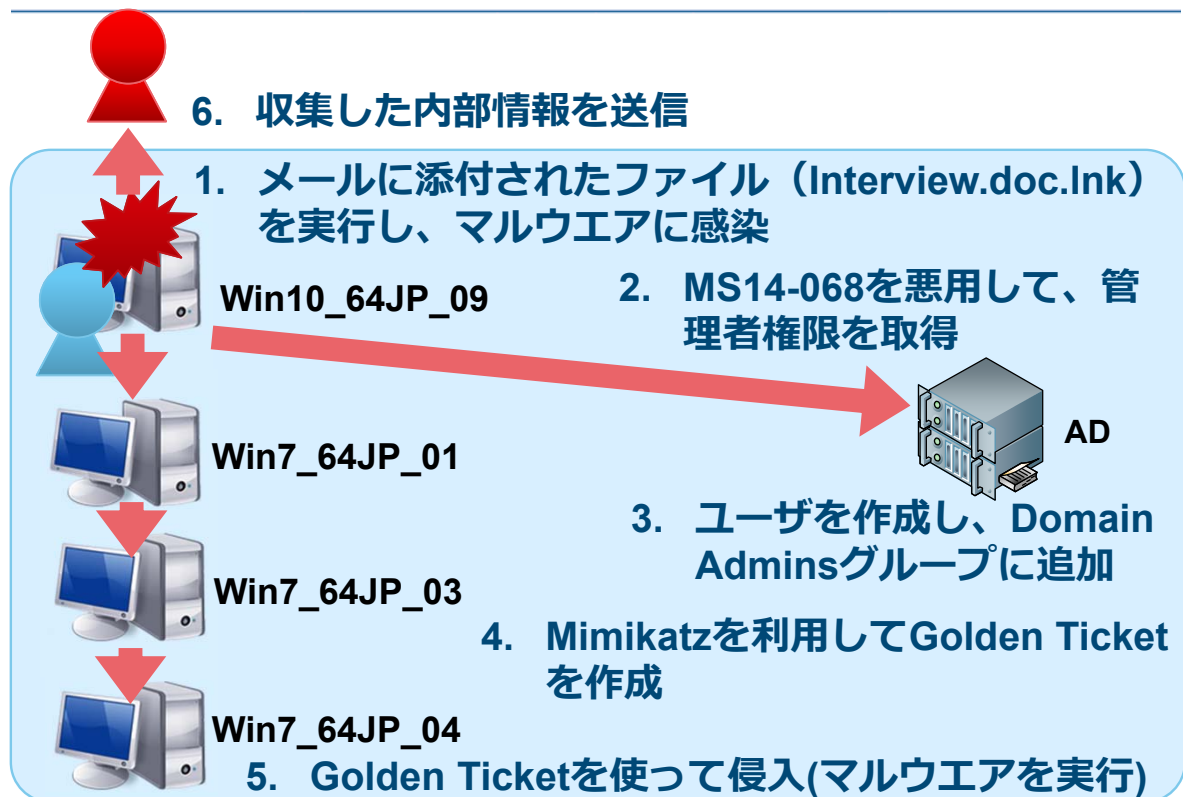 6. 収集した内部情報を送信
1. メールに添付されたファイル（Interview.doc.lnk）
を実行し、マルウエアに感染
Win10_64JP_09
2. MS14-068を悪用して、管
理者権限を取得
AD
Win7_64JP_01
3. ユーザを作成し、Domain
Adminsグループに追加
Win7_64JP_03
4. Mimikatzを利用してGolden Ticket
を作成
Win7_64JP_04
5. Golden Ticketを使って侵入(マルウエアを実行)